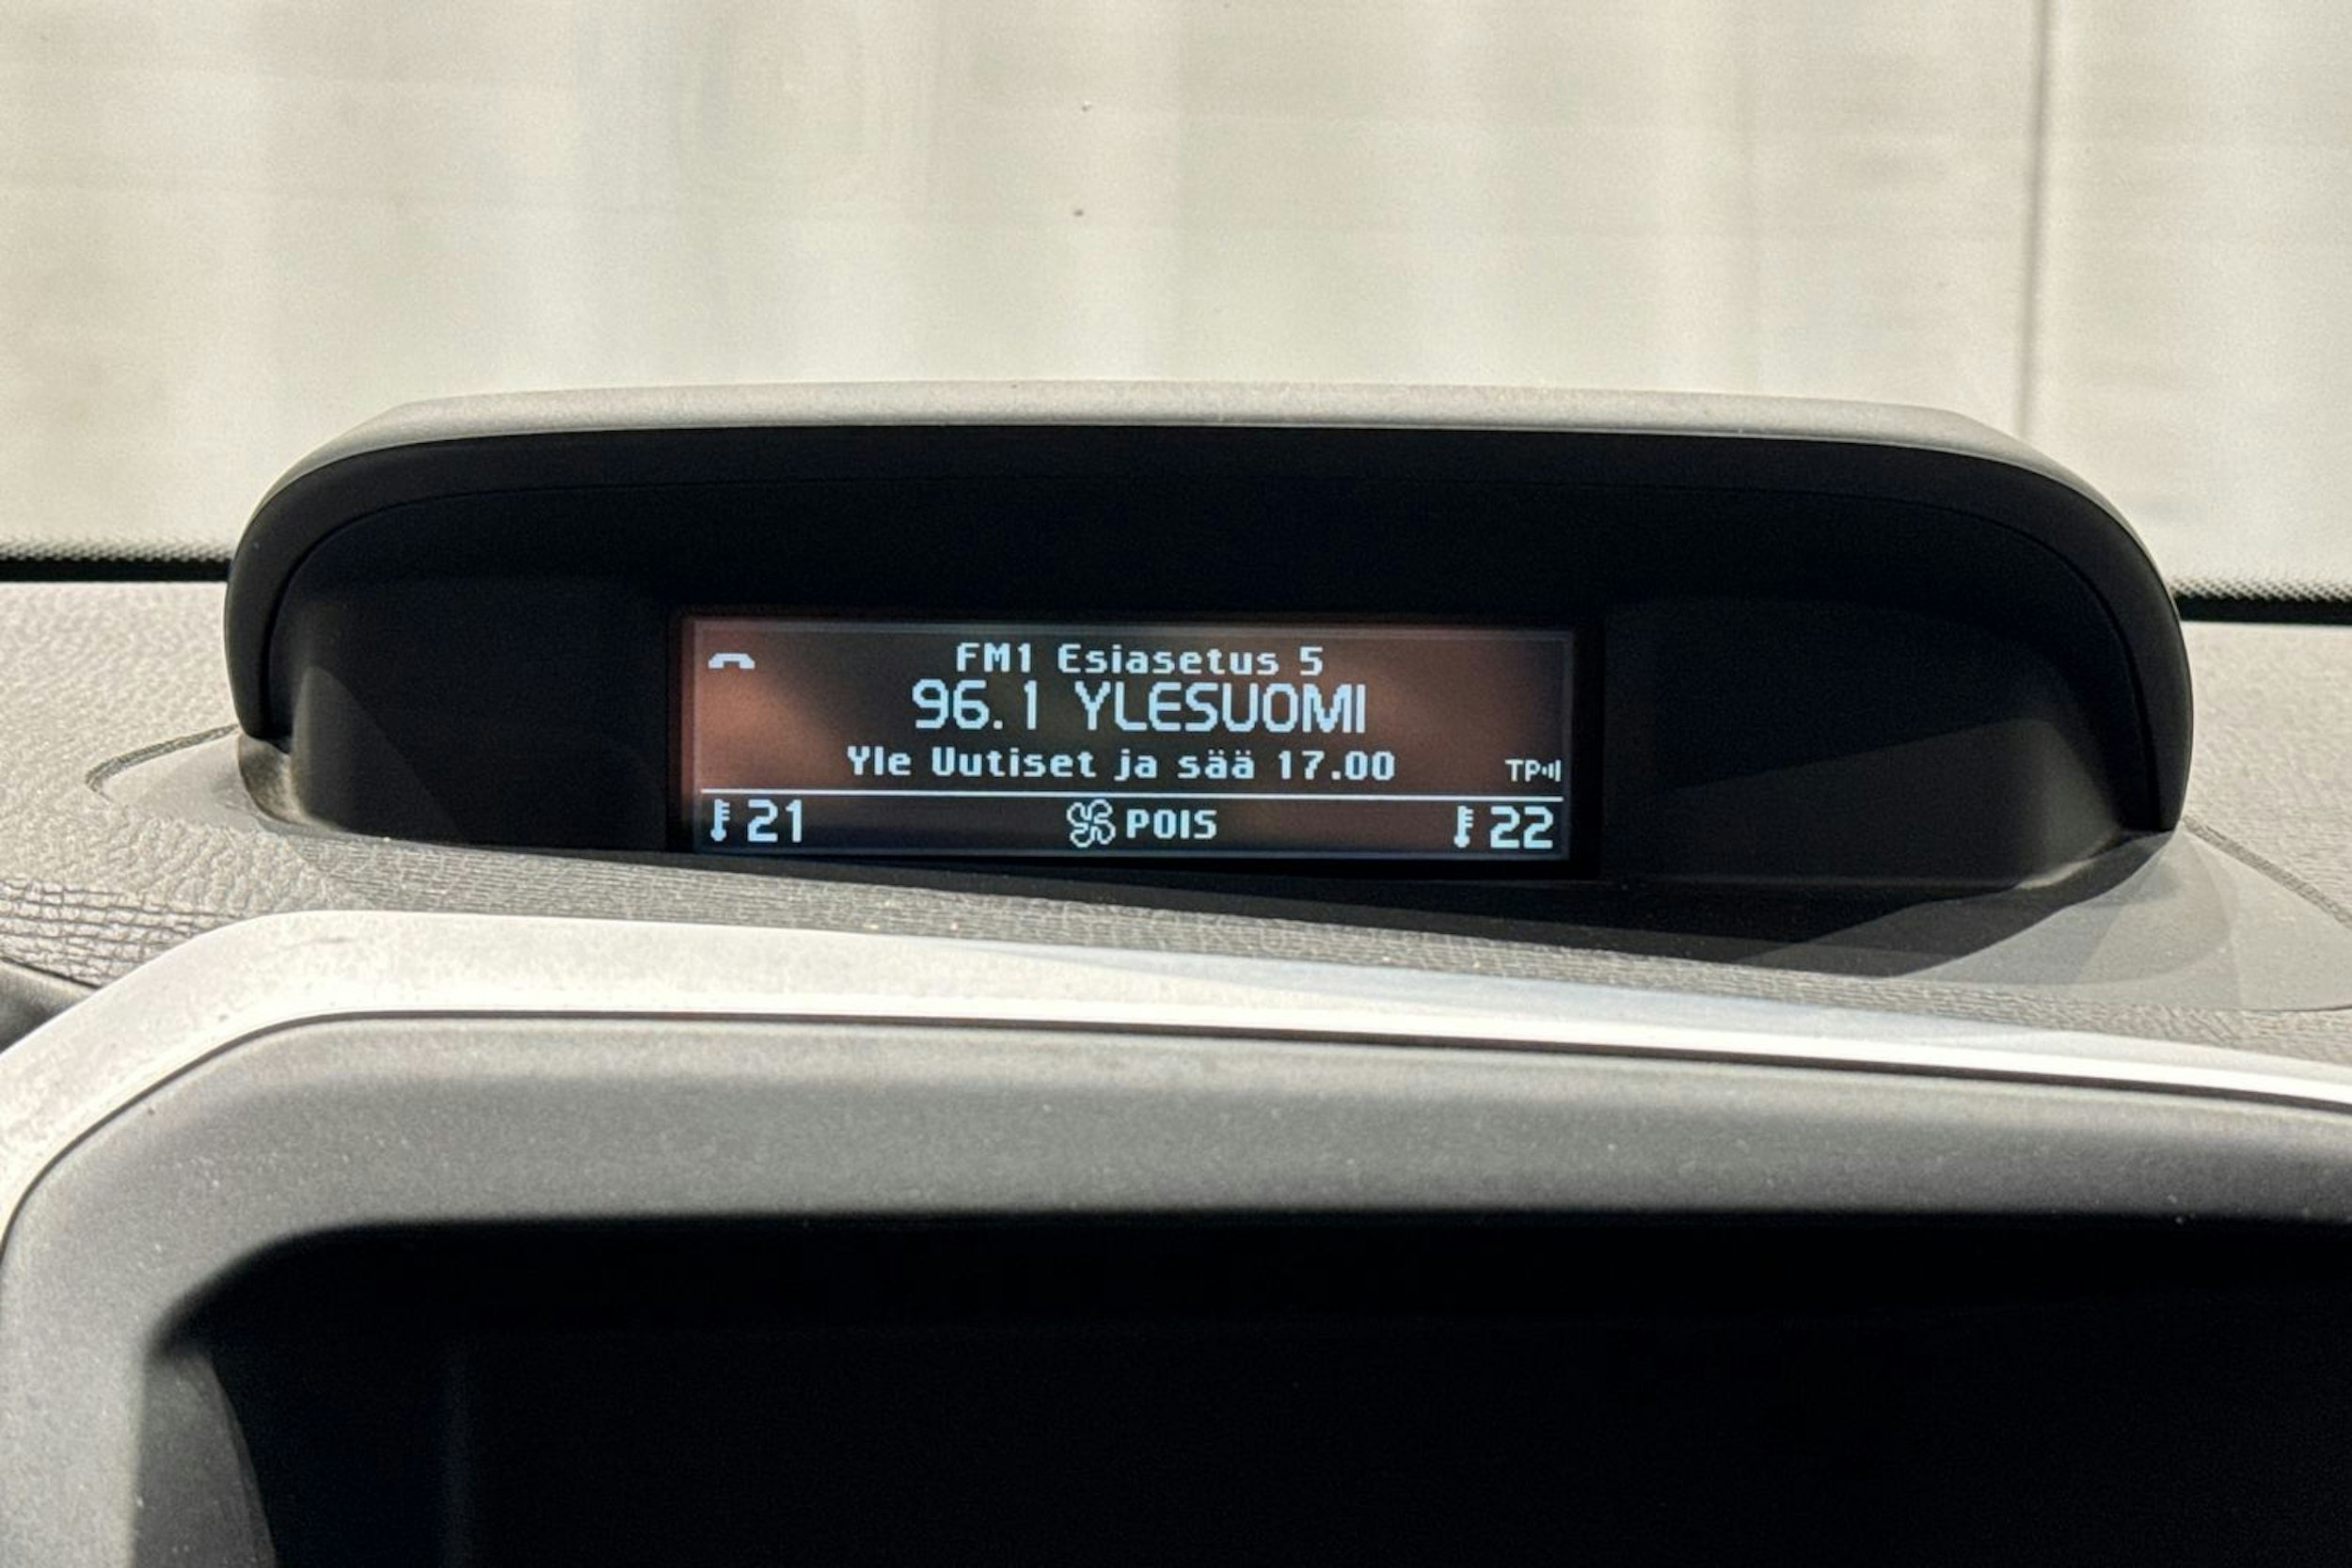 FM1 Esiasetus 5
96.1 YLESUOMI
Yle Uutiset ja sää 17.00
TP
21 POIS 22